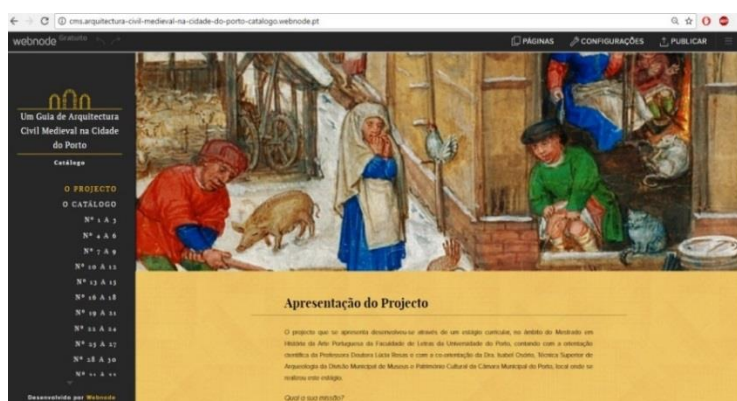 cms.arquitectura-civil-medieval-na-cidade-do-porto-catalogo.webnode.pt
webnode Gratuito
PÁGINAS
CONFIGURAÇÕES
PUBLICAR
Um Guia de Arquitectura
Civil Medieval na Cidade
do Porto
Catálogo
O PROJECTO
O CATÁLOGO
Nº 1 A 3
Nº 4 A 6
Nº 7 A 9
Nº 10 A 12
Nº 13 A 15
Nº 16 A 18
Nº 19 A 21
Nº 22 A 24
Nº 25 A 27
Nº 28 A 30
Desenvolvido por Webnode
Apresentação do Projecto
O projecto que se apresenta desenvolveu-se através de um estágio curricular, no âmbito do Mestrado em
História da Arte Portuguesa da Faculdade de Letras da Universidade do Porto, contando com a orientação
científica da Professora Doutora Lúcia Rosas e com a co-orientação da Dra. Isabel Osório, Técnica Superior de
Arqueologia da Divisão Municipal de Museus e Património Cultural da Câmara Municipal do Porto, local onde se
realizou este estágio.
Qual a sua missão?